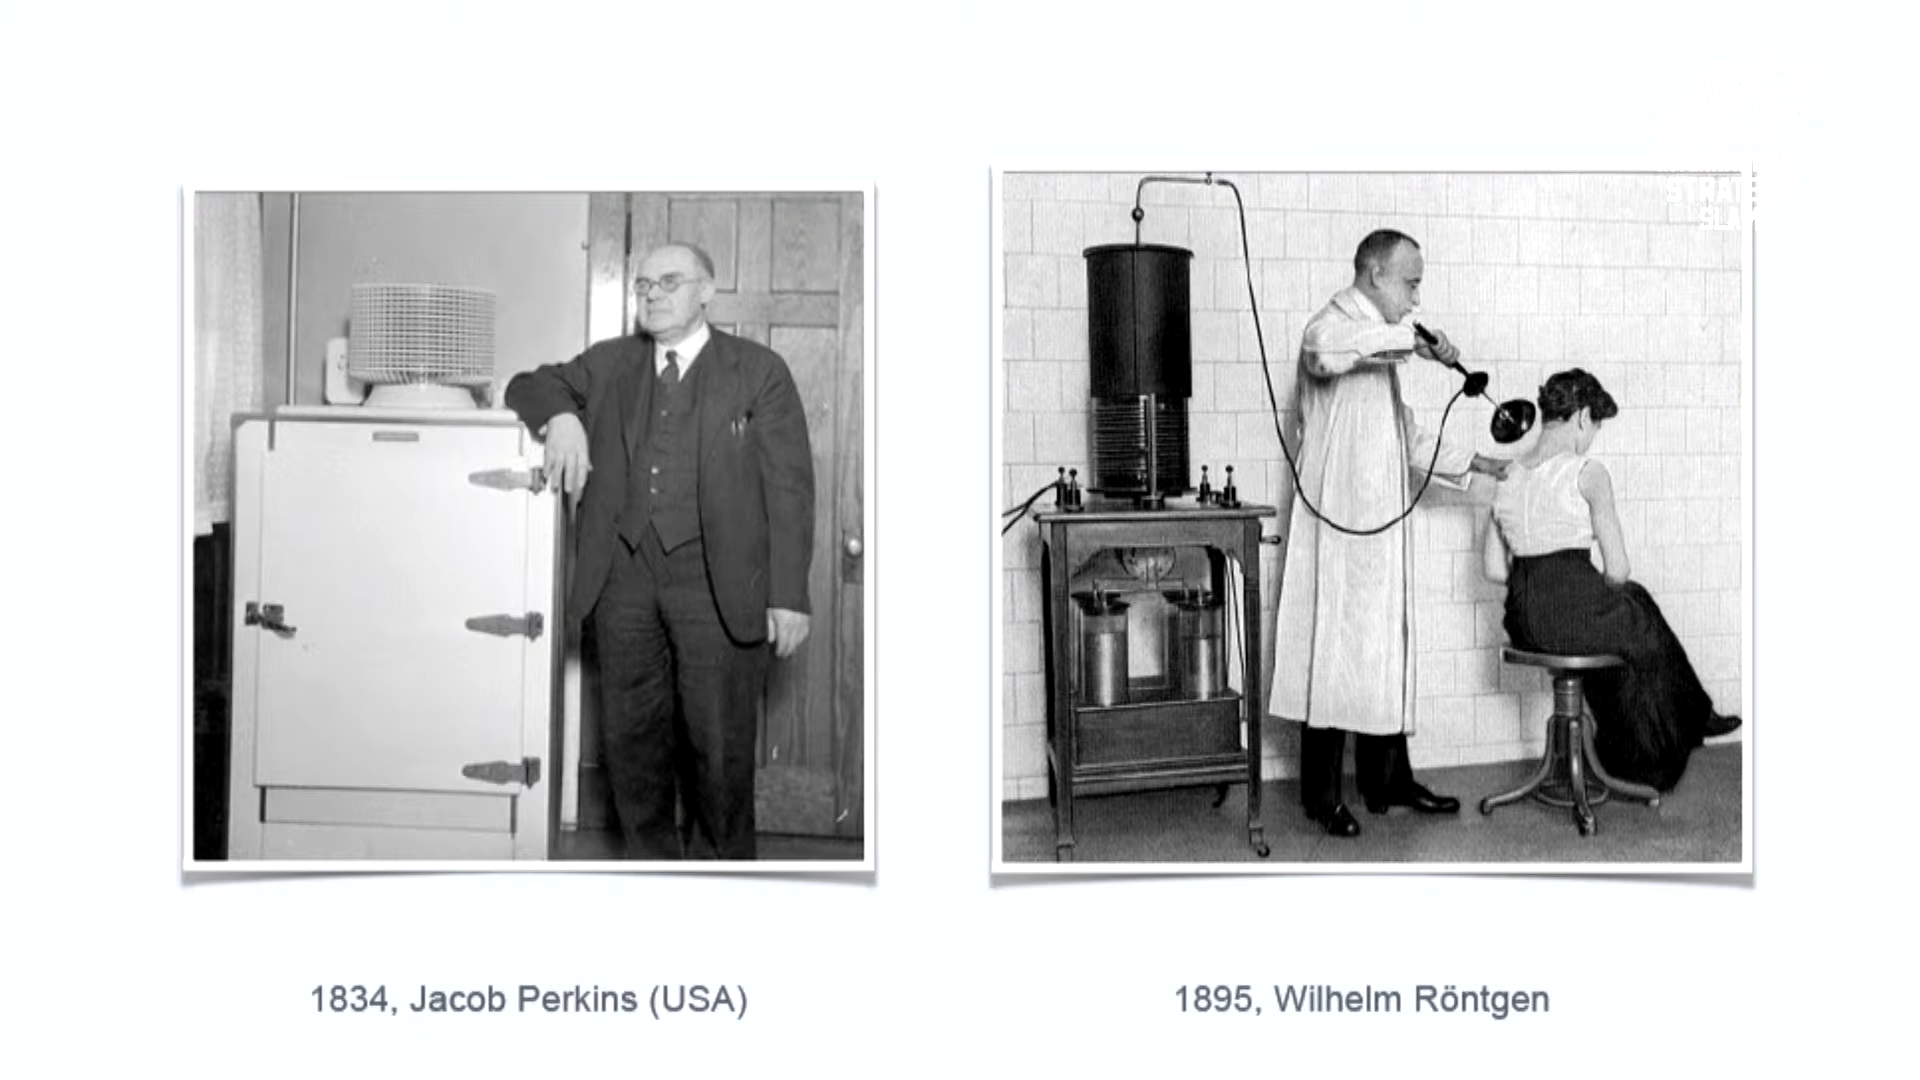 1834, Jacob Perkins (USA)
1895, Wilhelm Röntgen